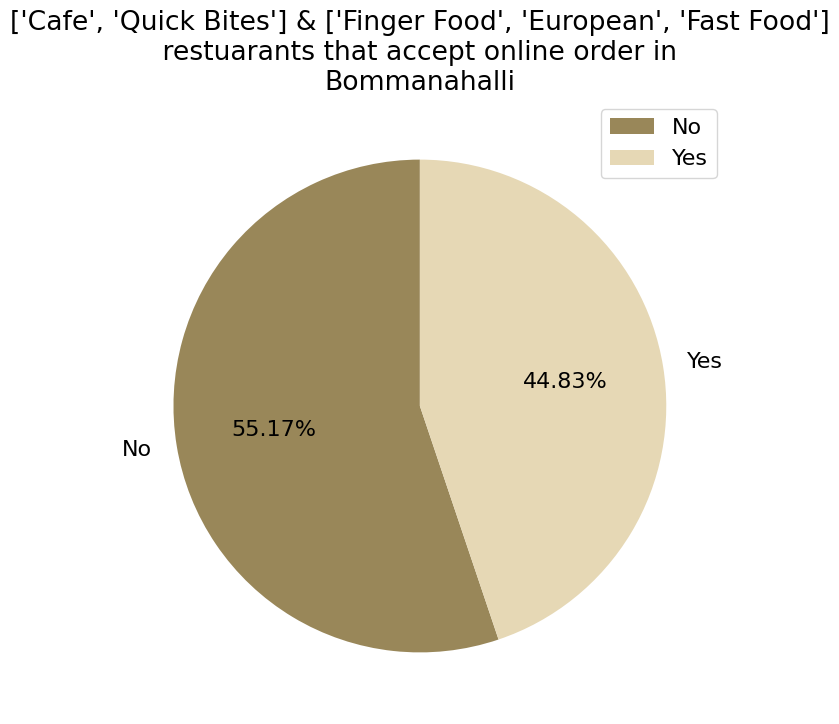 ['Cafe', 'Quick Bites'] & ['Finger Food', 'European', 'Fast Food']
restuarants that accept online order in
Bommanahalli
No
Yes
Yes
44.83%
55.17%
No